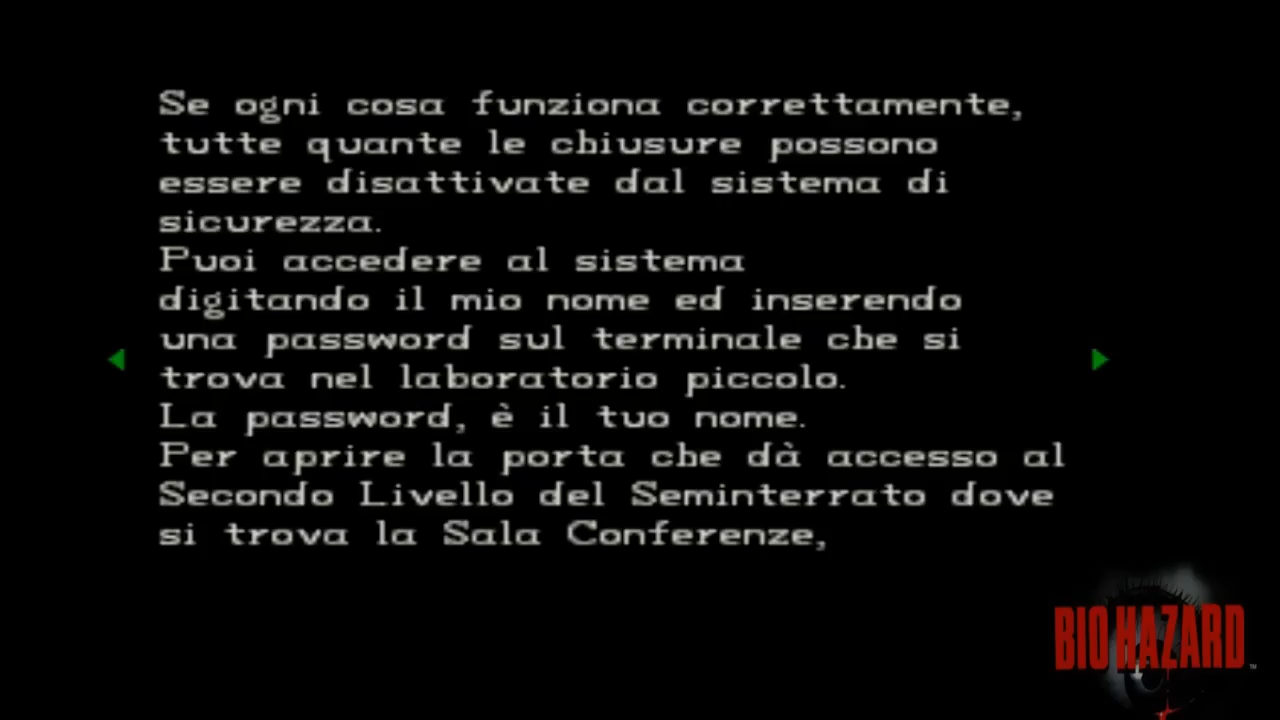 Se ogni cosa funziona correttamente,
tutte quante le chiusure possono
essere disattivate dal sistema di
sicurezza.
Puoi accedere al sistema
digitando il mio nome ed inserendo
una password sul terminale che si
trova nel laboratorio piccolo.
La password, è il tuo nome.
Per aprire la porta che dà accesso al
Secondo Livello del Seminterrato dove
si trova la Sala Conferenze,
BIO HAZARD
™